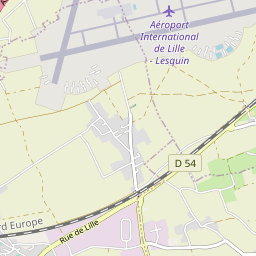 Aéroport
International
de Lille
- Lesquin
D 54
rd Europe
Rue de Lille